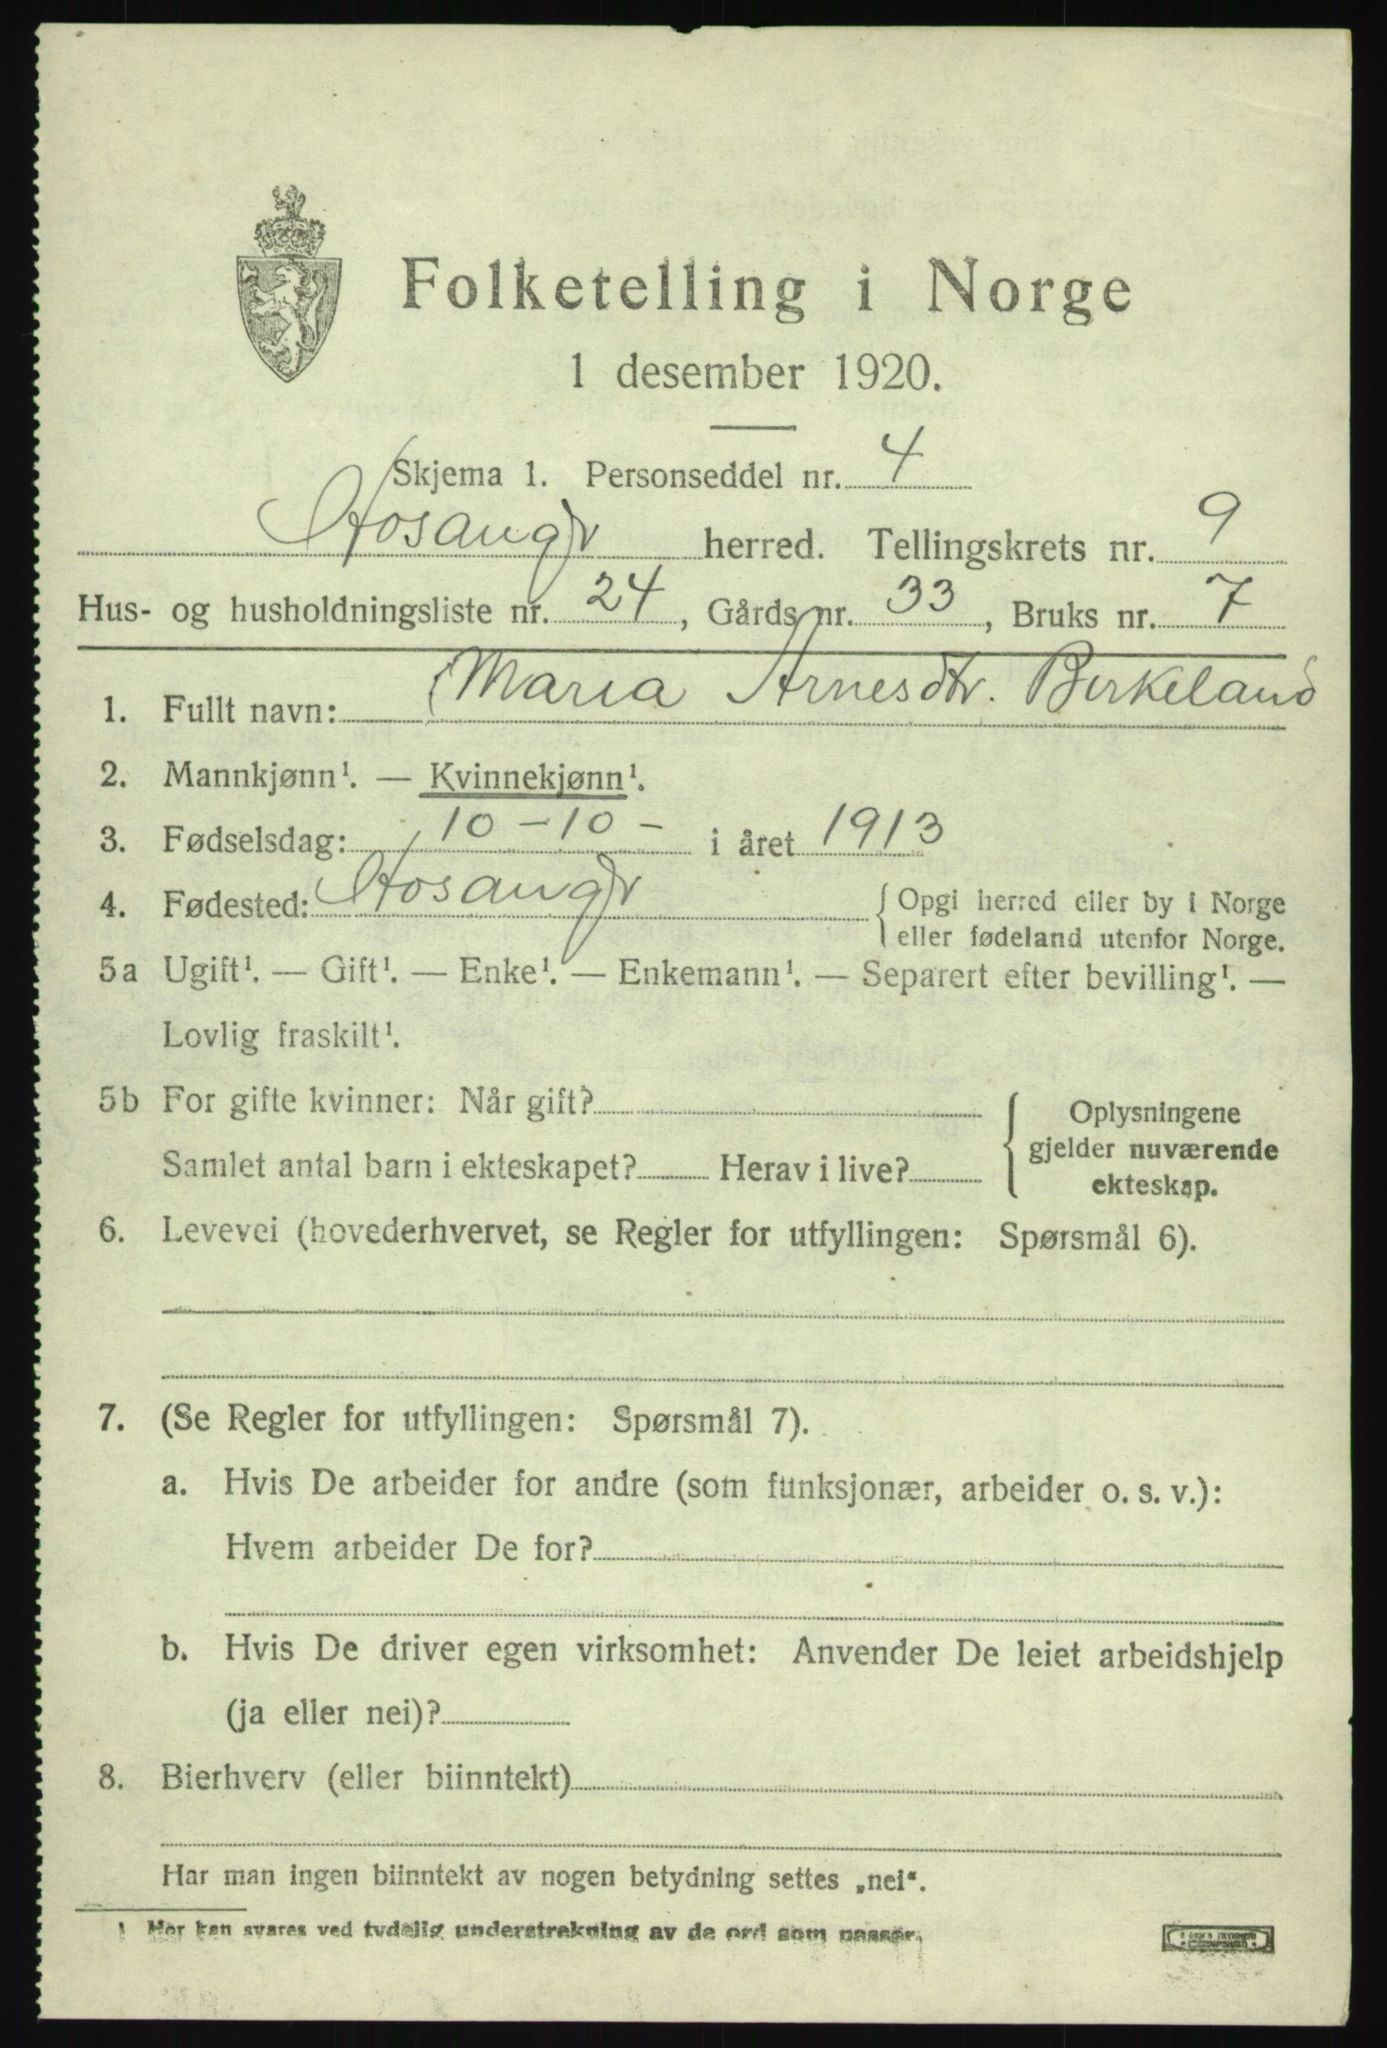 Folketelling i Norge
1 desember 1920.
Skjema 1. Personseddel nr. 4
Hosangr herred. Tellingskrets nr. 9
Hus- og husholdningsliste nr. 24, Gårds nr. 33, Bruks nr. 7
1. Fullt navn: Maria Arnesdtr. Birkeland
2. Mannkjønn¹. — Kvinnekjønn¹.
3. Fødselsdag: 10-10- i året 1913
4. Fødested: Hosangr { Opgi herred eller by i Norge
eller fødeland utenfor Norge.
5a Ugift¹. — Gift¹. — Enke¹. — Enkemann¹. — Separert efter bevilling¹. —
Lovlig fraskilt¹.
5b For gifte kvinner: Når gift?
Samlet antal barn i ekteskapet? Herav i live?
{ Oplysningene
gjelder nuværende
ekteskap.
6. Levevei (hovederhvervet, se Regler for utfyllingen: Spørsmål 6).
7. (Se Regler for utfyllingen: Spørsmål 7).
a. Hvis De arbeider for andre (som funksjonær, arbeider o. s. v.):
Hvem arbeider De for?
b. Hvis De driver egen virksomhet: Anvender De leiet arbeidshjelp
(ja eller nei)?
8. Bierhverv (eller biinntekt)
Har man ingen biinntekt av nogen betydning settes „nei“.
1 Her kan svares ved tydelig understrekning av de ord som passer.